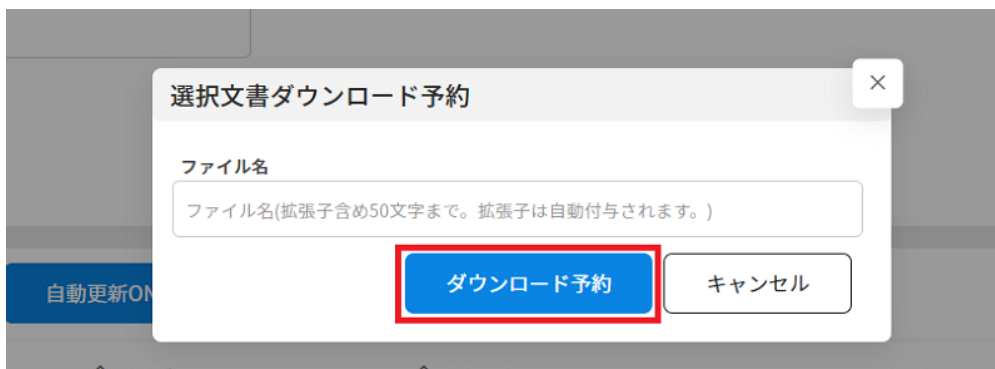 選択文書ダウンロード予約
×
ファイル名
ファイル名(拡張子含め50文字まで。拡張子は自動付与されます。)
自動更新ON
ダウンロード予約
キャンセル